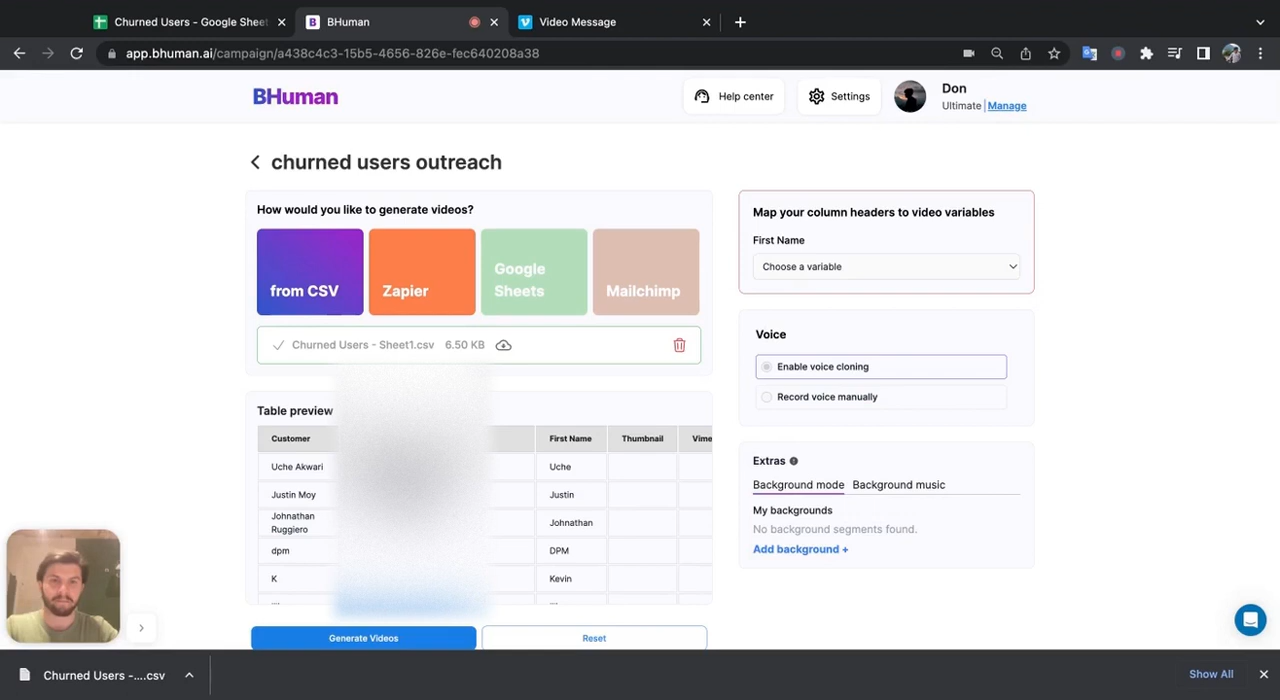 Churned Users - Google Sheet
BHuman
Video Message
app.bhuman.ai/campaign/a438c4c3-15b5-4656-826e-fec640208a38
BHuman
Help center
Settings
Don
Ultimate | Manage
churned users outreach
How would you like to generate videos?
from CSV
Zapier
Google Sheets
Mailchimp
Churned Users - Sheet1.csv 6.50 KB
Map your column headers to video variables
First Name
Choose a variable
Voice
Enable voice cloning
Record voice manually
Table preview
Customer First Name Thumbnail Vime
Uche Akwari Uche
Justin Moy Justin
Johnathan Ruggiero Johnathan
dpm DPM
K Kevin
Extras
Background mode Background music
My backgrounds
No background segments found.
Add background +
Generate Videos
Reset
Churned Users -....csv
Show All